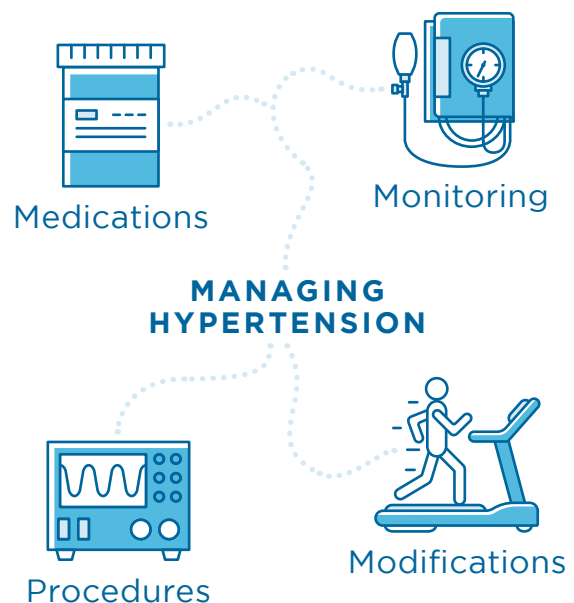 Medications
Monitoring
MANAGING
HYPERTENSION
Procedures
Modifications